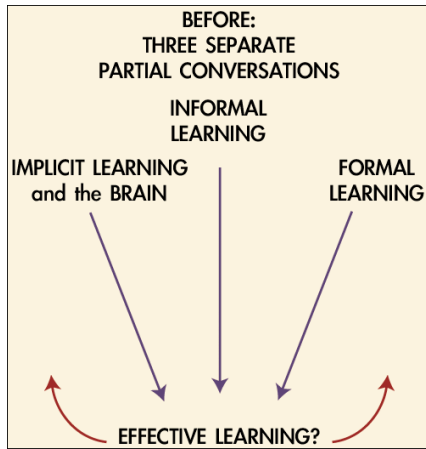 BEFORE:
THREE SEPARATE
PARTIAL CONVERSATIONS
INFORMAL
LEARNING
IMPLICIT LEARNING
and the BRAIN
FORMAL
LEARNING
EFFECTIVE LEARNING?